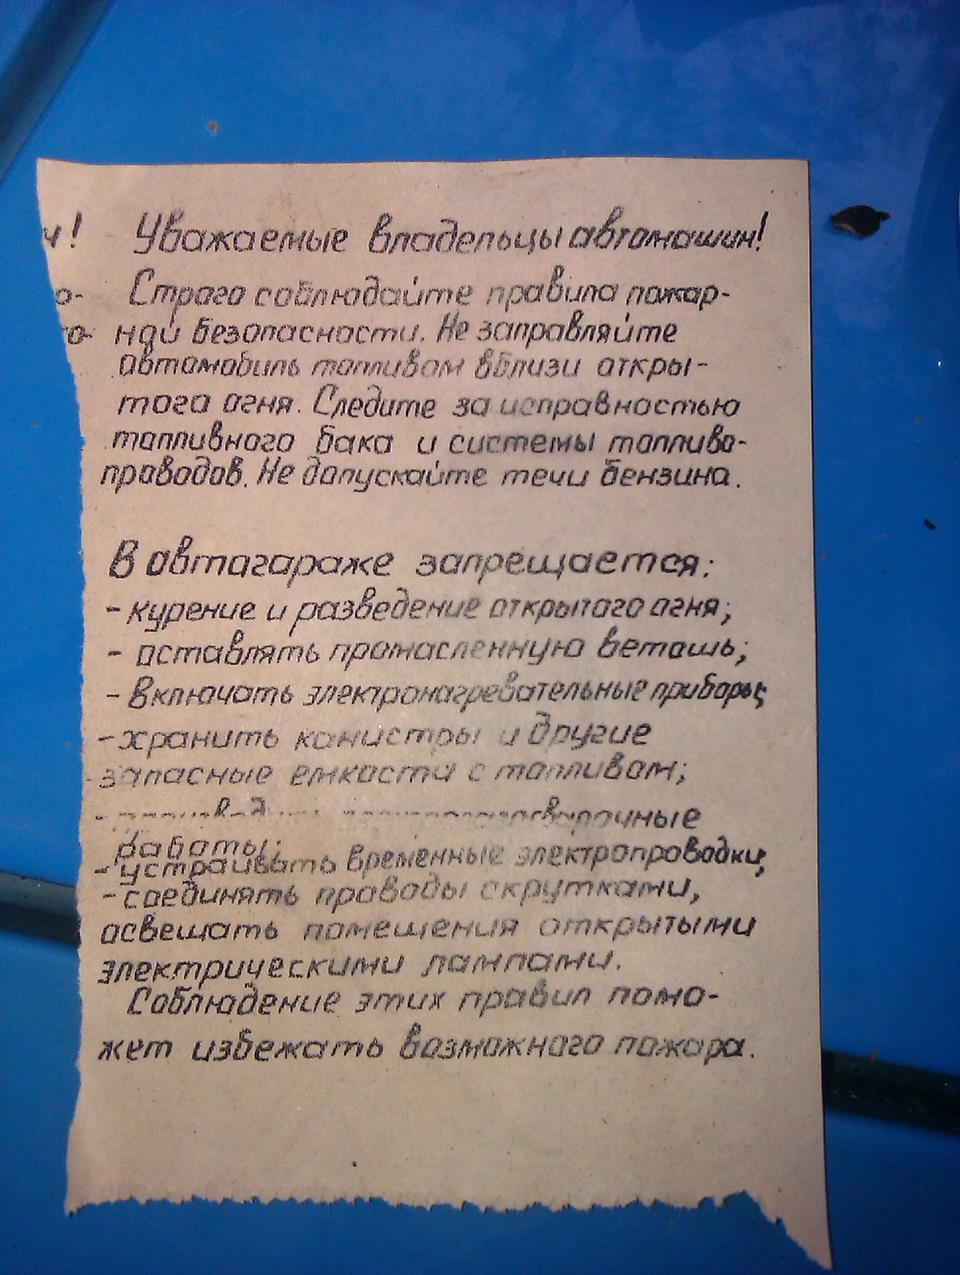 ч! Уважаемые владельцы автомашин!
о- Строго соблюдайте правила пожар-
го- ной безопасности. Не заправляйте
автомобиль топливом вблизи откры-
того огня. Следите за исправностью
топливного бака и системы топливо-
проводов. Не допускайте течи бензина.
В автогараже запрещается:
- курение и разведение открытого огня;
- оставлять промасленную ветошь;
- включать электронагревательные приборы;
- хранить канистры и другие
запасные емкости с топливом;
-
работы;
- устраивать временные электропроводки;
- соединять провода скрутками,
освещать помещения открытыми
электрическими лампами.
Соблюдение этих правил помо-
жет избежать возможного пожара.